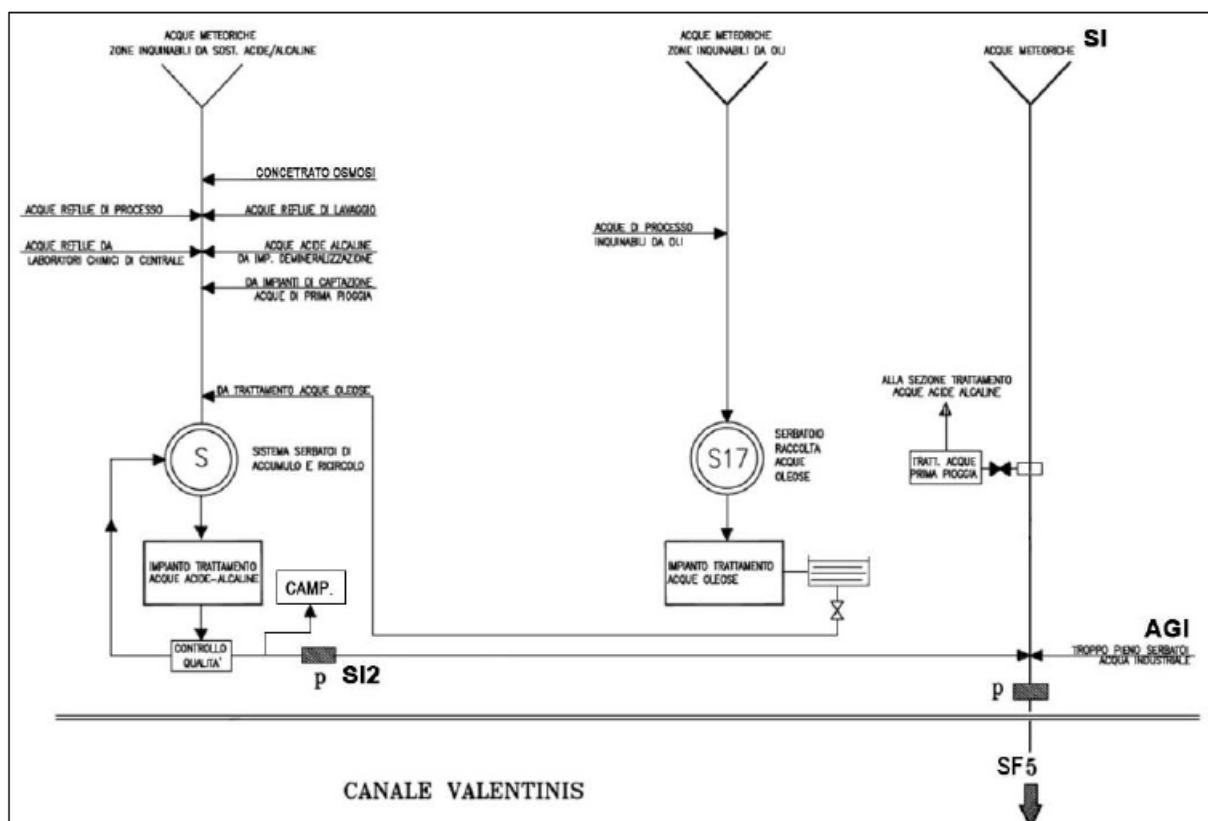 ACQUE METEORICHE
ZONE INQUINABILI DA SOST. ACIDE/ALCALINE
ACQUE METEORICHE
ZONE INQUINABILI DA OLI
ACQUE METEORICHE
SI
CONCETRATO OSMOSI
ACQUE REFLUE DI PROCESSO
ACQUE REFLUE DI LAVAGGIO
ACQUE REFLUE DA
LABORATORI CHIMICI DI CENTRALE
ACQUE ACIDE ALCALINE
DA IMP. DEMINERALIZZAZIONE
DA IMPIANTI DI CAPTAZIONE
ACQUE DI PRIMA PIOGGIA
ACQUE DI PROCESSO
INQUINABILI DA OLI
DA TRATTAMENTO ACQUE OLEOSE
ALLA SEZIONE TRATTAMENTO
ACQUE ACIDE ALCALINE
S
SISTEMA SERBATOI DI
ACCUMULO E RICIRCOLO
S17
SERBATOIO
RACCOLTA
ACQUE
OLEOSE
TRATT. ACQUE
PRIMA PIOGGIA
IMPIANTO TRATTAMENTO
ACQUE ACIDE-ALCALINE
CAMP.
IMPIANTO TRATTAMENTO
ACQUE OLEOSE
CONTROLLO
QUALITA'
P
SI2
AGI
TROPPO PIENO SERBATOI
ACQUA INDUSTRIALE
P
SF5
CANALE VALENTINIS